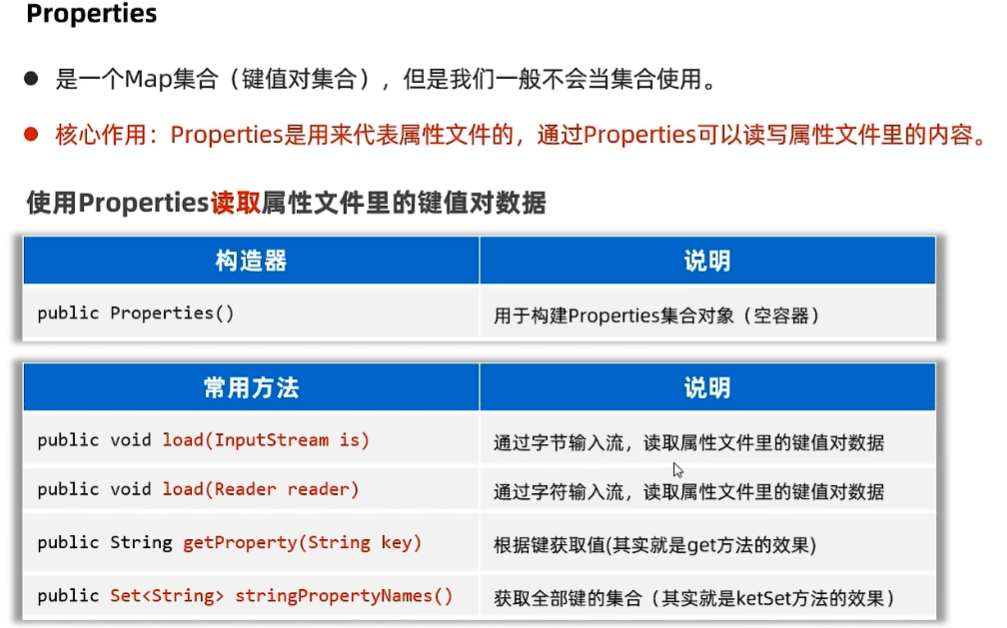 Properties
● 是一个Map集合（键值对集合），但是我们一般不会当集合使用。
● 核心作用：Properties是用来代表属性文件的，通过Properties可以读写属性文件里的内容。
使用Properties读取属性文件里的键值对数据
构造器 说明
public Properties() 用于构建Properties集合对象（空容器）
常用方法 说明
public void load(InputStream is) 通过字节输入流，读取属性文件里的键值对数据
public void load(Reader reader) 通过字符输入流，读取属性文件里的键值对数据
public String getProperty(String key) 根据键获取值(其实就是get方法的效果)
public Set<String> stringPropertyNames() 获取全部键的集合（其实就是ketSet方法的效果）